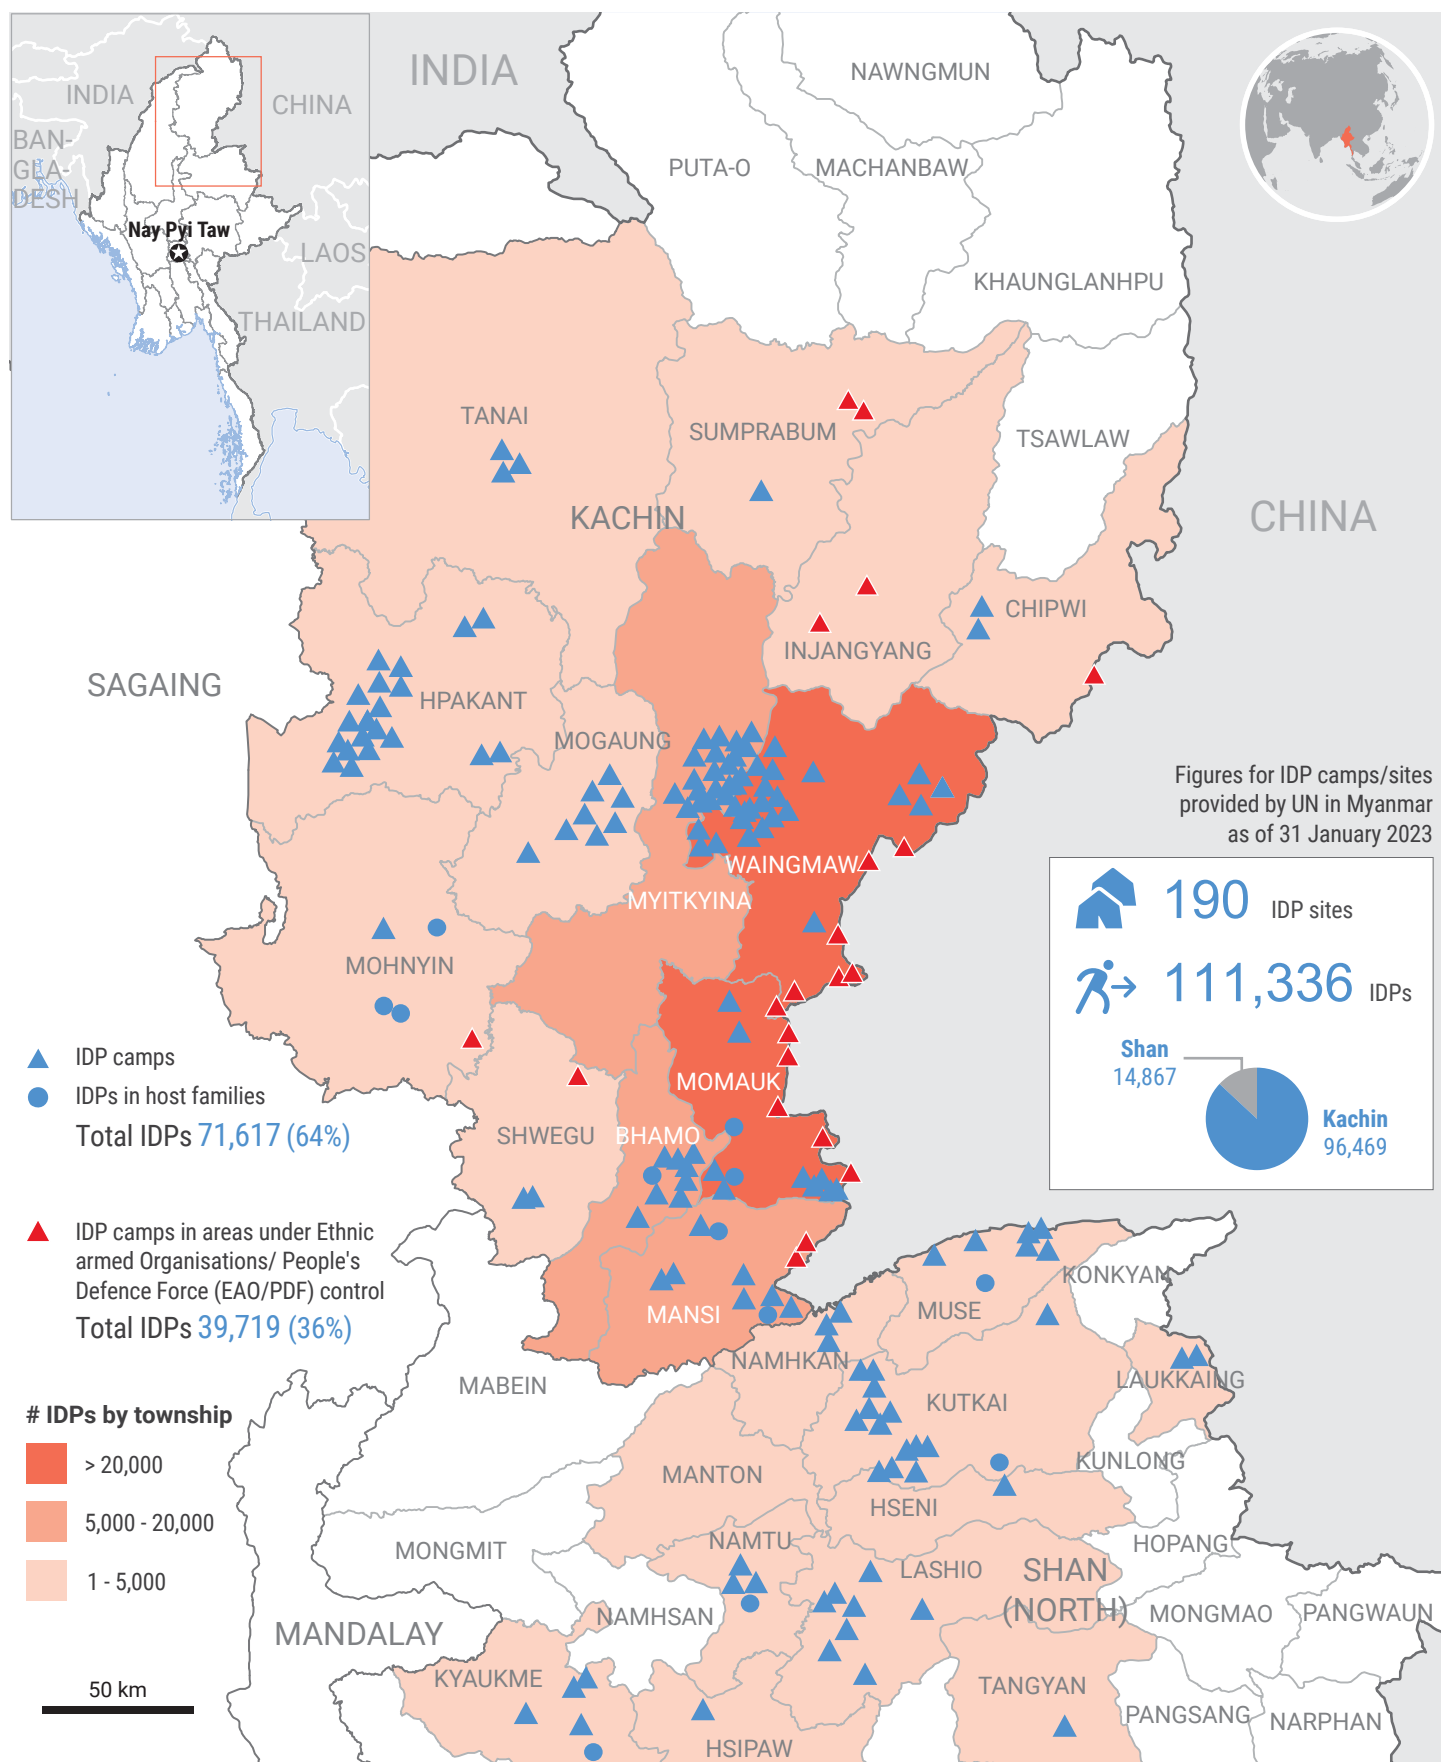 INDIA
CHINA
BAN-
GLA-
DESH
Nay Pyi Taw
LAOS
THAILAND
INDIA
NAWNGMUN
PUTA-O
MACHANBAW
KHAUNGLANHPU
TANAI
SUMPRABUM
TSAWLAW
KACHIN
CHINA
CHIPWI
INJANGYANG
SAGAING
HPAKANT
MOGAUNG
WAINGMAW
MYITKYINA
MOHNYIN
MOMAUK
SHWEGU
BHAMO
MANSI
Figures for IDP camps/sites
provided by UN in Myanmar
as of 31 January 2023
190 IDP sites
111,336 IDPs
Shan
14,867
Kachin
96,469
IDP camps
IDPs in host families
Total IDPs 71,617 (64%)
IDP camps in areas under Ethnic
armed Organisations/ People's
Defence Force (EAO/PDF) control
Total IDPs 39,719 (36%)
# IDPs by township
> 20,000
5,000 - 20,000
1 - 5,000
50 km
KONKYAN
MUSE
NAMHKAN
LAUKKAING
MABEIN
KUTKAI
KUNLONG
MANTON
HSENI
HOPANG
MONGMIT
NAMTU
LASHIO
SHAN
(NORTH)
NAMHSAN
MONGMAO
PANGWAUN
MANDALAY
KYAUKME
TANGYAN
PANGSANG
NARPHAN
HSIPAW